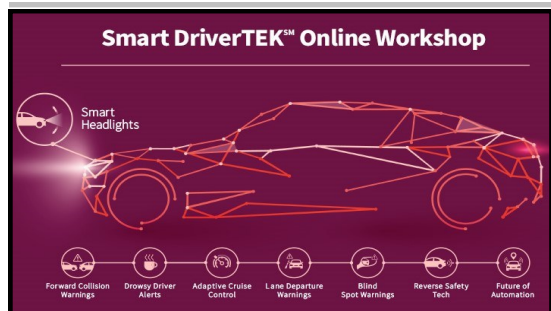 Smart DriverTEK℠ Online Workshop
Smart
Headlights
Forward Collision
Warnings
Drowsy Driver
Alerts
Adaptive Cruise
Control
Lane Departure
Warnings
Blind
Spot Warnings
Reverse Safety
Tech
Future of
Automation